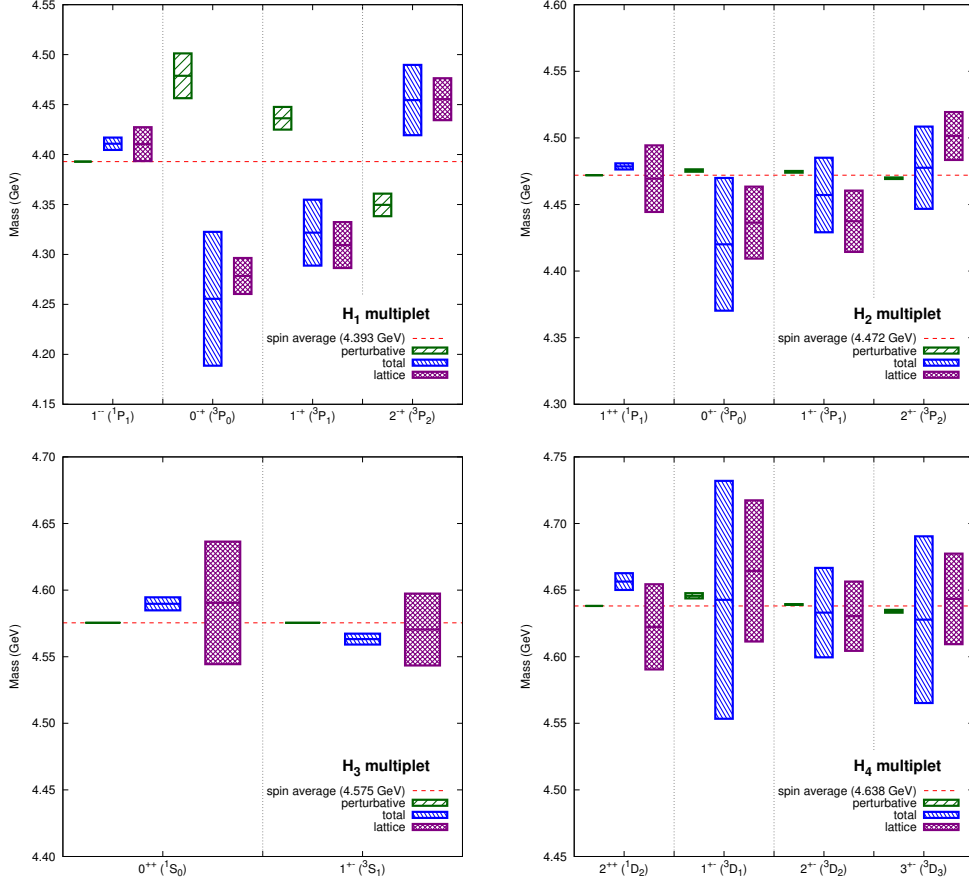 4.55
4.50
4.45
4.40
4.35
4.30
4.25
4.20
4.15
Mass (GeV)
H₁ multiplet
spin average (4.393 GeV)
perturbative
total
lattice
1⁻⁻ (¹P₁)
0⁻⁺ (³P₀)
1⁻⁺ (³P₁)
2⁻⁺ (³P₂)
4.60
4.55
4.50
4.45
4.40
4.35
4.30
Mass (GeV)
H₂ multiplet
spin average (4.472 GeV)
perturbative
total
lattice
1⁺⁺ (¹P₁)
0⁺⁻ (³P₀)
1⁺⁻ (³P₁)
2⁺⁻ (³P₂)
4.70
4.65
4.60
4.55
4.50
4.45
4.40
Mass (GeV)
H₃ multiplet
spin average (4.575 GeV)
perturbative
total
lattice
0⁺⁺ (¹S₀)
1⁺⁻ (³S₁)
4.75
4.70
4.65
4.60
4.55
4.50
4.45
Mass (GeV)
H₄ multiplet
spin average (4.638 GeV)
perturbative
total
lattice
2⁺⁺ (¹D₂)
1⁺⁻ (³D₁)
2⁺⁻ (³D₂)
3⁺⁻ (³D₃)